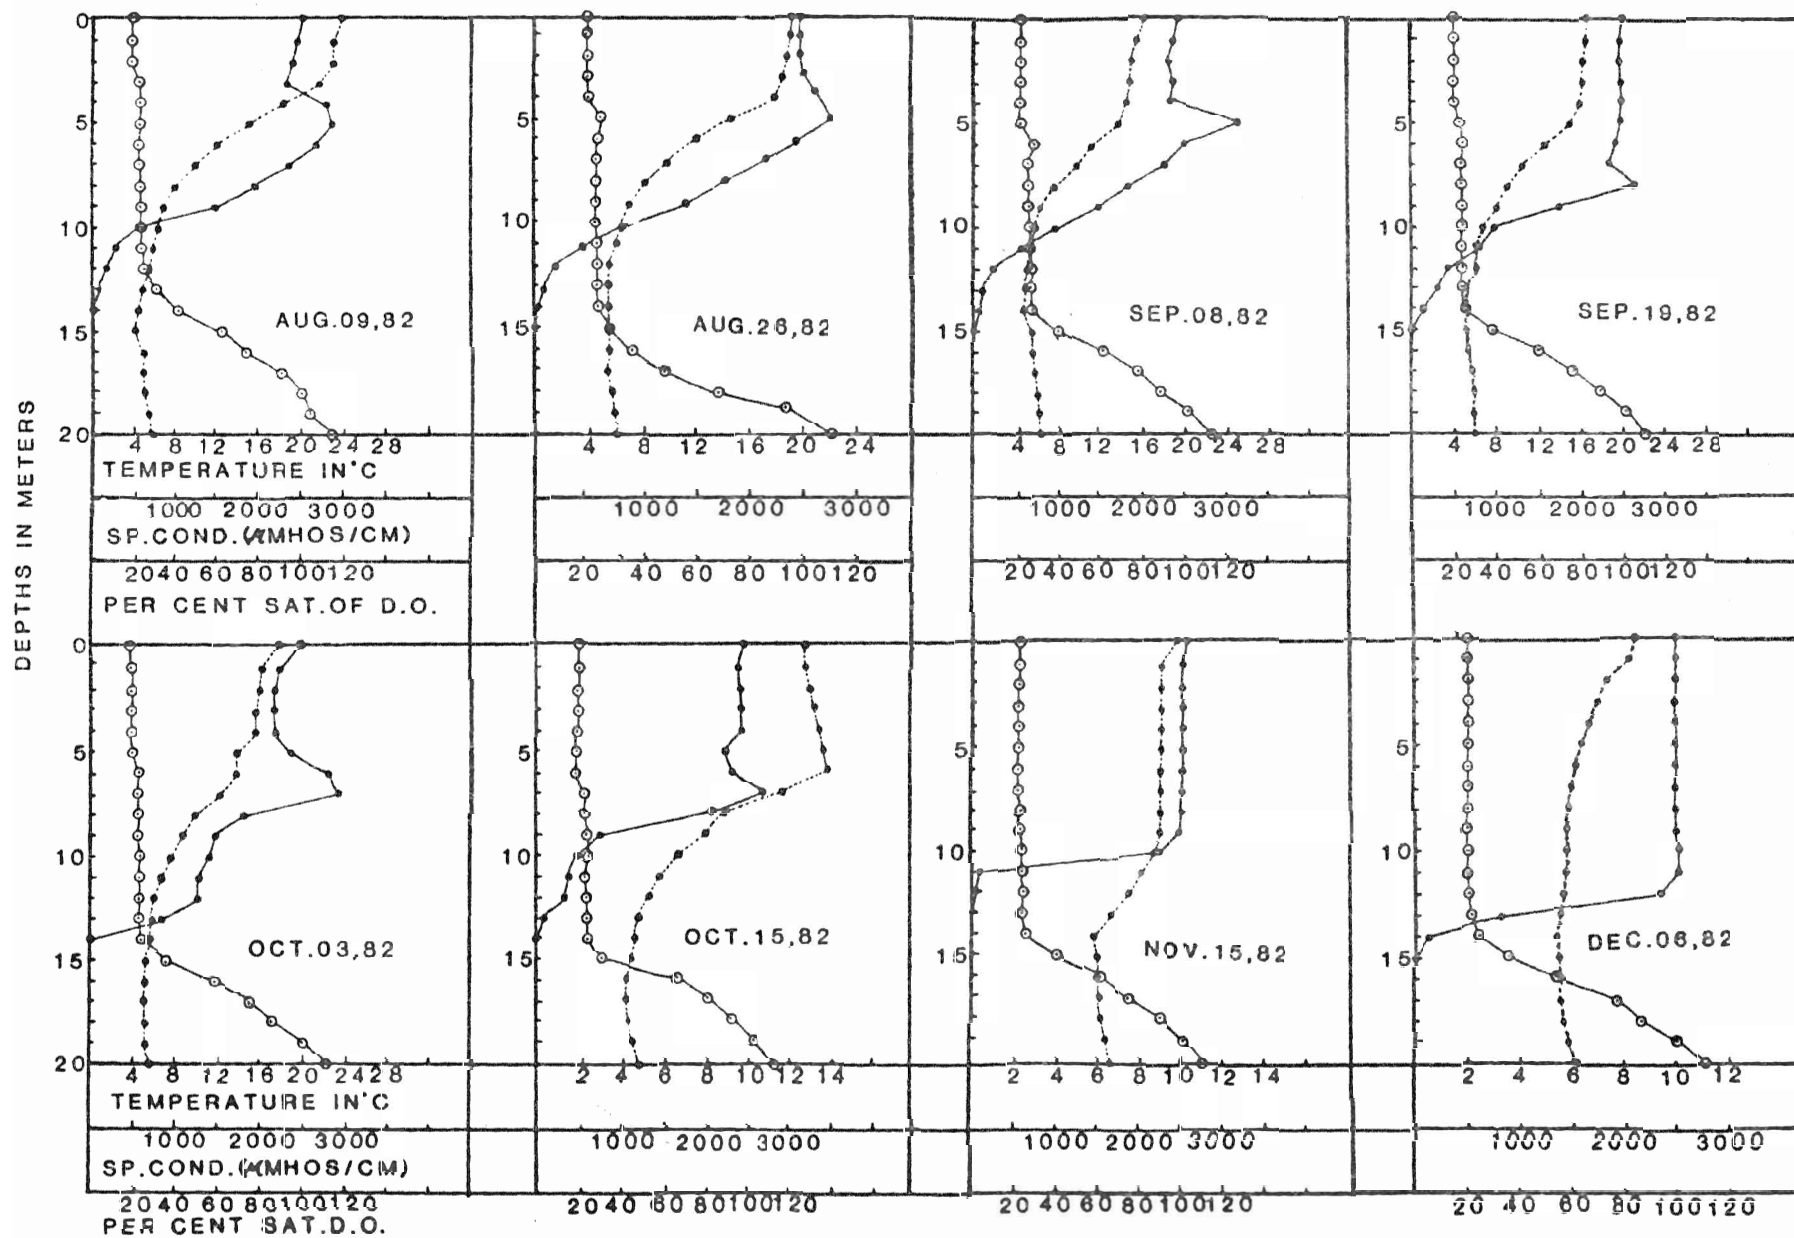 DEPTHS IN METERS
0
5
10
15
20
AUG.09,82
4 8 12 16 20 24 28
TEMPERATURE IN°C
1000 2000 3000
SP.COND.(µMHOS/CM)
20 40 60 80 100 120
PER CENT SAT.OF D.O.
0
5
10
15
20
AUG.26,82
4 8 12 16 20 24
1000 2000 3000
20 40 60 80 100 120
0
5
10
15
SEP.08,82
4 8 12 16 20 24 28
1000 2000 3000
20 40 60 80 100 120
5
10
15
SEP.19,82
4 8 12 16 20 24 28
1000 2000 3000
20 40 60 80 100 120
0
5
10
15
20
OCT.03,82
4 8 12 16 20 24 28
TEMPERATURE IN°C
1000 2000 3000
SP.COND.(µMHOS/CM)
20 40 60 80 100 120
PER CENT SAT.D.O.
5
10
15
OCT.15,82
2 4 6 8 10 12 14
1000 2000 3000
20 40 60 80 100 120
5
10
15
NOV.15,82
2 4 6 8 10 12 14
1000 2000 3000
20 40 60 80 100 120
5
10
15
DEC.06,82
2 4 6 8 10 12
1000 2000 3000
20 40 60 80 100 120